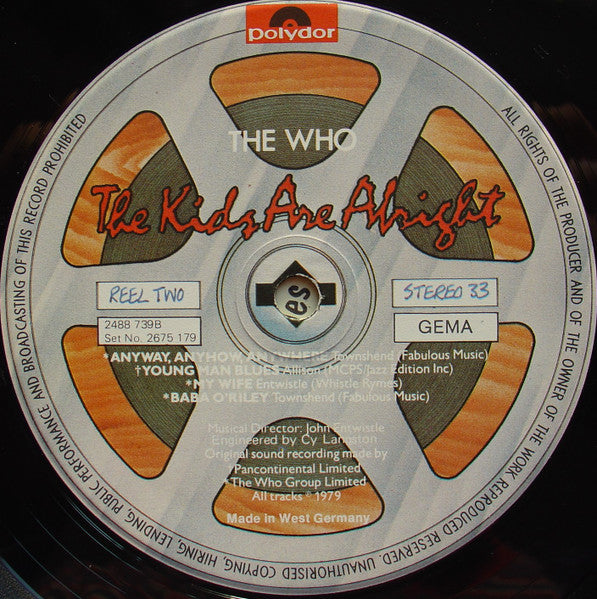 polydor
THE WHO
The Kids Are Alright
REEL TWO
STEREO 33
2488 739B
Set No. 2675 179
GEMA
es
*ANYWAY, ANYHOW, ANYWHERE Townshend (Fabulous Music)
†YOUNG MAN BLUES Allison (MCPS/Jazz Edition Inc)
*MY WIFE Entwistle (Whistle Rymes)
*BABA O'RILEY Townshend (Fabulous Music)
Musical Director: John Entwistle
Engineered by Cy Langston
Original sound recording made by
Pancontinental Limited
The Who Group Limited
All tracks 1979
Made in West Germany
ALL RIGHTS OF THE PRODUCER AND OF THE OWNER OF THE WORK REPRODUCED RESERVED. UNAUTHORISED COPYING, HIRING, LENDING, PUBLIC PERFORMANCE AND BROADCASTING OF THIS RECORD PROHIBITED